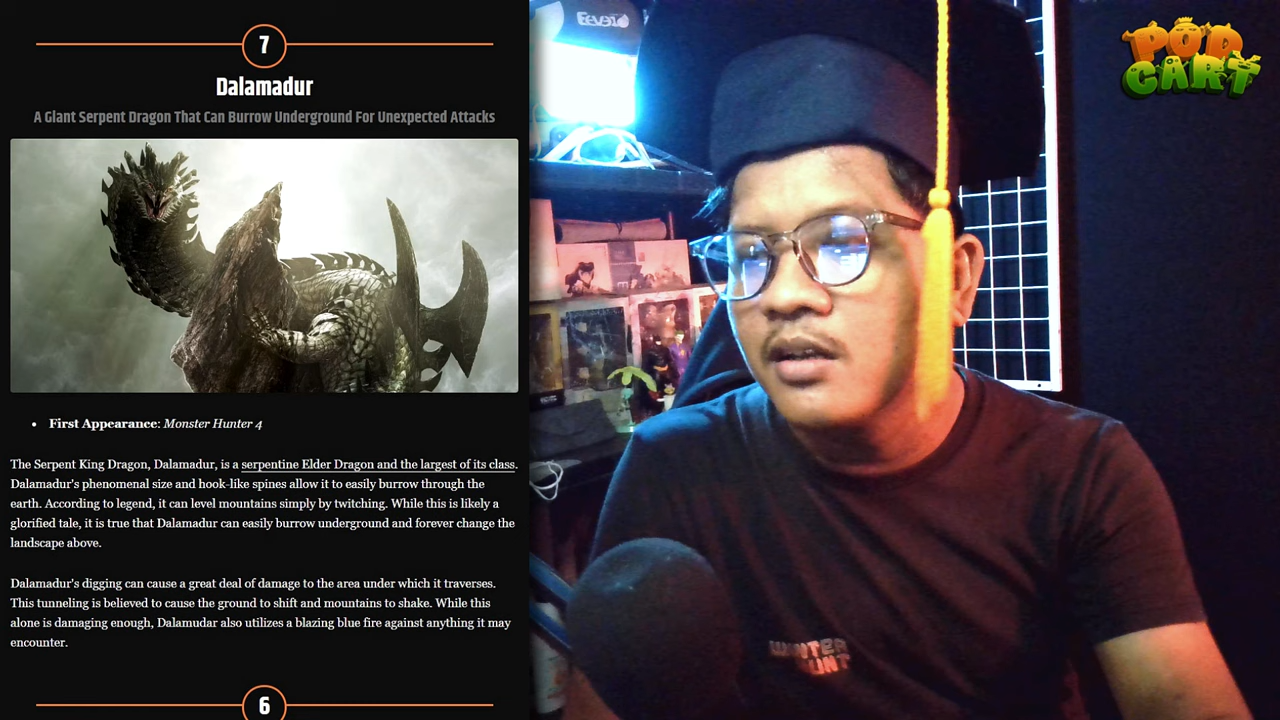 7
Dalamadur
A Giant Serpent Dragon That Can Burrow Underground For Unexpected Attacks
First Appearance: Monster Hunter 4
The Serpent King Dragon, Dalamadur, is a serpentine Elder Dragon and the largest of its class.
Dalamadur's phenomenal size and hook-like spines allow it to easily burrow through the
earth. According to legend, it can level mountains simply by twitching. While this is likely a
glorified tale, it is true that Dalamadur can easily burrow underground and forever change the
landscape above.
Dalamadur's digging can cause a great deal of damage to the area under which it traverses.
This tunneling is believed to cause the ground to shift and mountains to shake. While this
alone is damaging enough, Dalamudar also utilizes a blazing blue fire against anything it may
encounter.
6
POD
CART